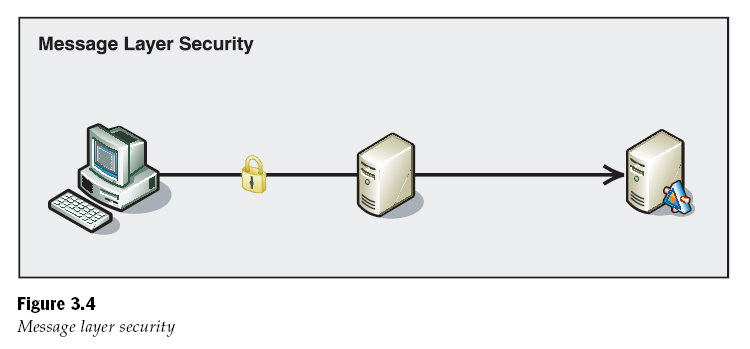 Message Layer Security
Figure 3.4
Message layer security